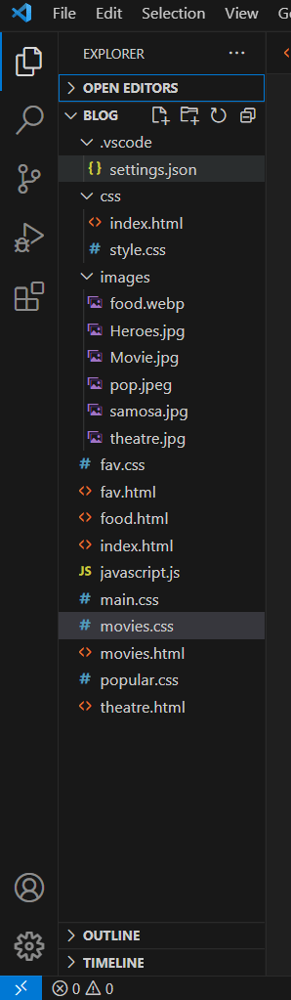 File Edit Selection View
EXPLORER
OPEN EDITORS
BLOG
.vscode
{} settings.json
css
<> index.html
# style.css
images
food.webp
Heroes.jpg
Movie.jpg
pop.jpeg
samosa.jpg
theatre.jpg
# fav.css
<> fav.html
<> food.html
<> index.html
JS javascript.js
# main.css
# movies.css
<> movies.html
# popular.css
<> theatre.html
OUTLINE
TIMELINE
0 0